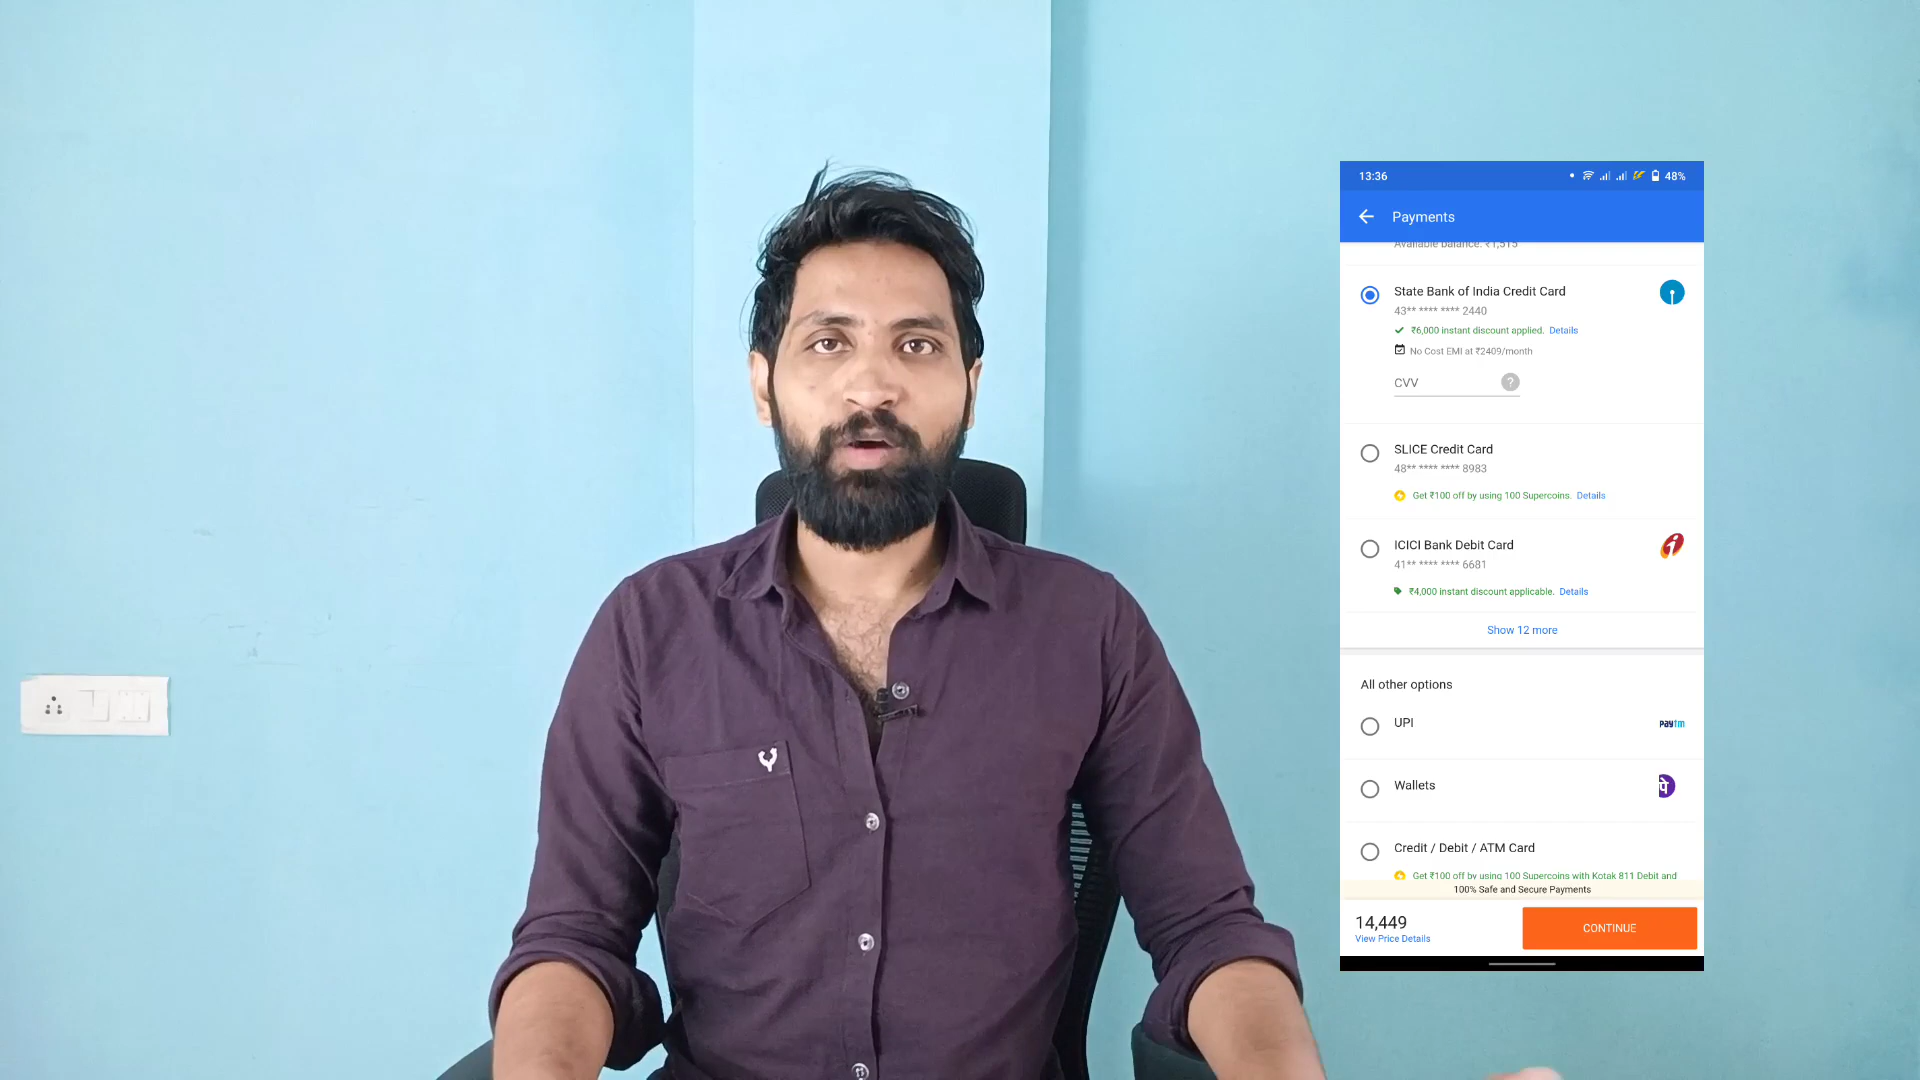 13:36
48%
Payments
Available balance: ₹1,515
State Bank of India Credit Card
43** **** **** 2440
₹6,000 instant discount applied. Details
No Cost EMI at ₹2409/month
CVV
?
SLICE Credit Card
48** **** **** 8983
Get ₹100 off by using 100 Supercoins. Details
ICICI Bank Debit Card
41** **** **** 6681
₹4,000 instant discount applicable. Details
Show 12 more
All other options
UPI
paytm
Wallets
पे
Credit / Debit / ATM Card
Get ₹100 off by using 100 Supercoins with Kotak 811 Debit and
100% Safe and Secure Payments
14,449
View Price Details
CONTINUE